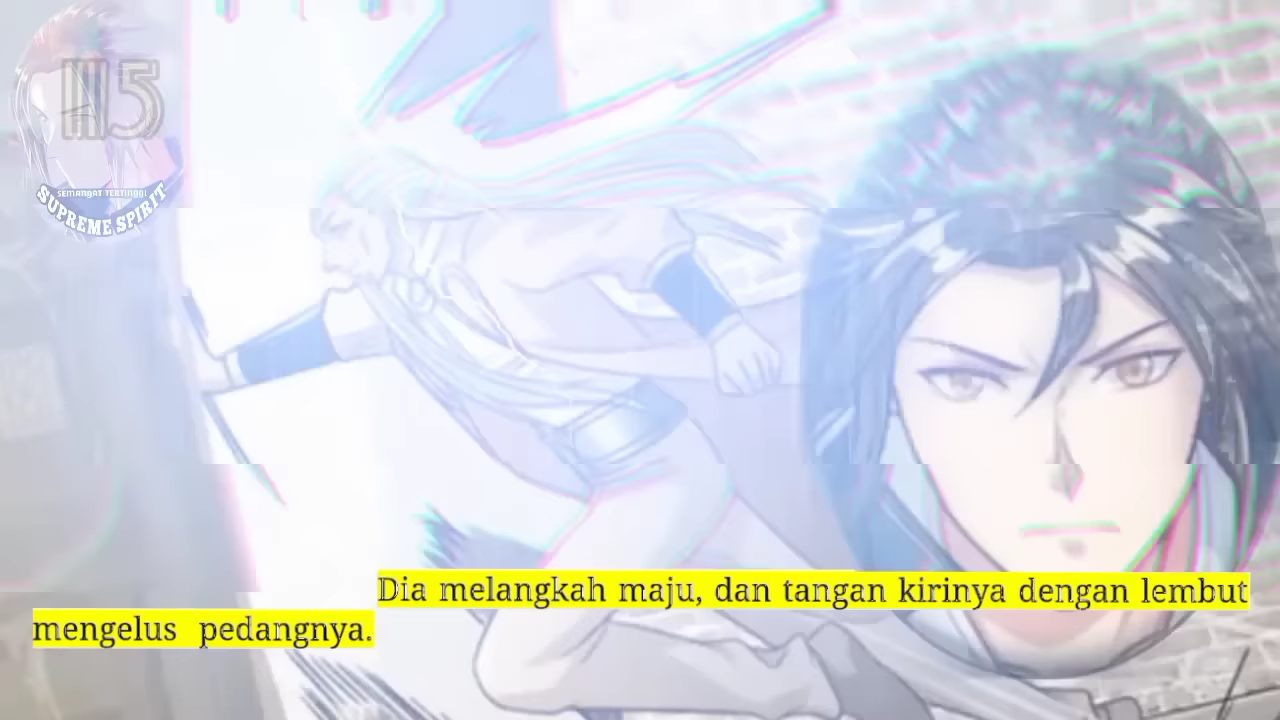 115
SEMANGAT TERTINGGI
SUPREME SPIRIT
Dia melangkah maju, dan tangan kirinya dengan lembut
mengelus pedangnya.